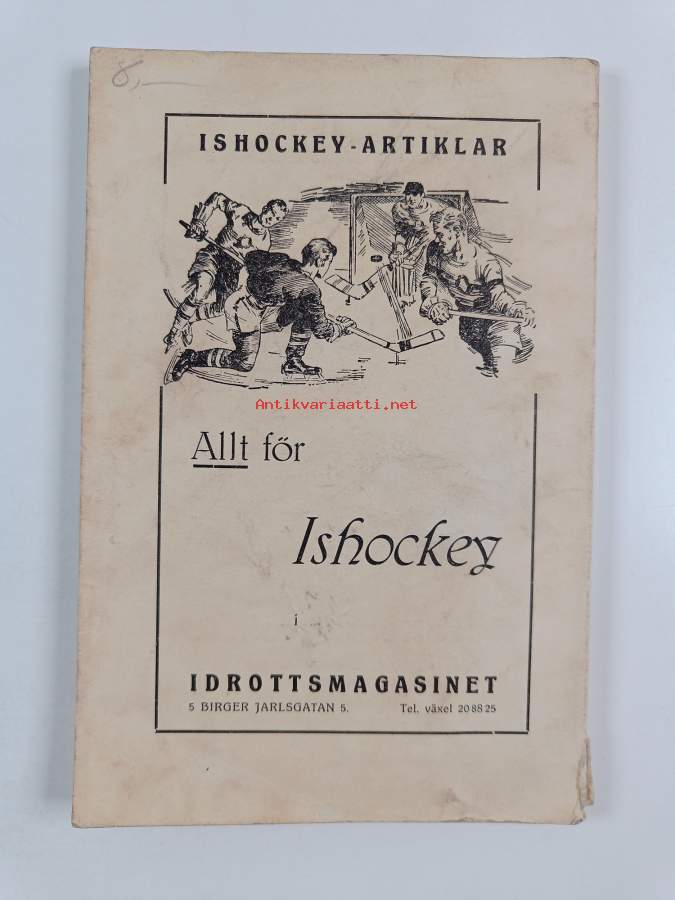 8,—
ISHOCKEY-ARTIKLAR
Antikvariaatti.net
Allt för
Ishockey
i
IDROTTSMAGASINET
5 BIRGER JARLSGATAN 5. Tel. växel 20 88 25